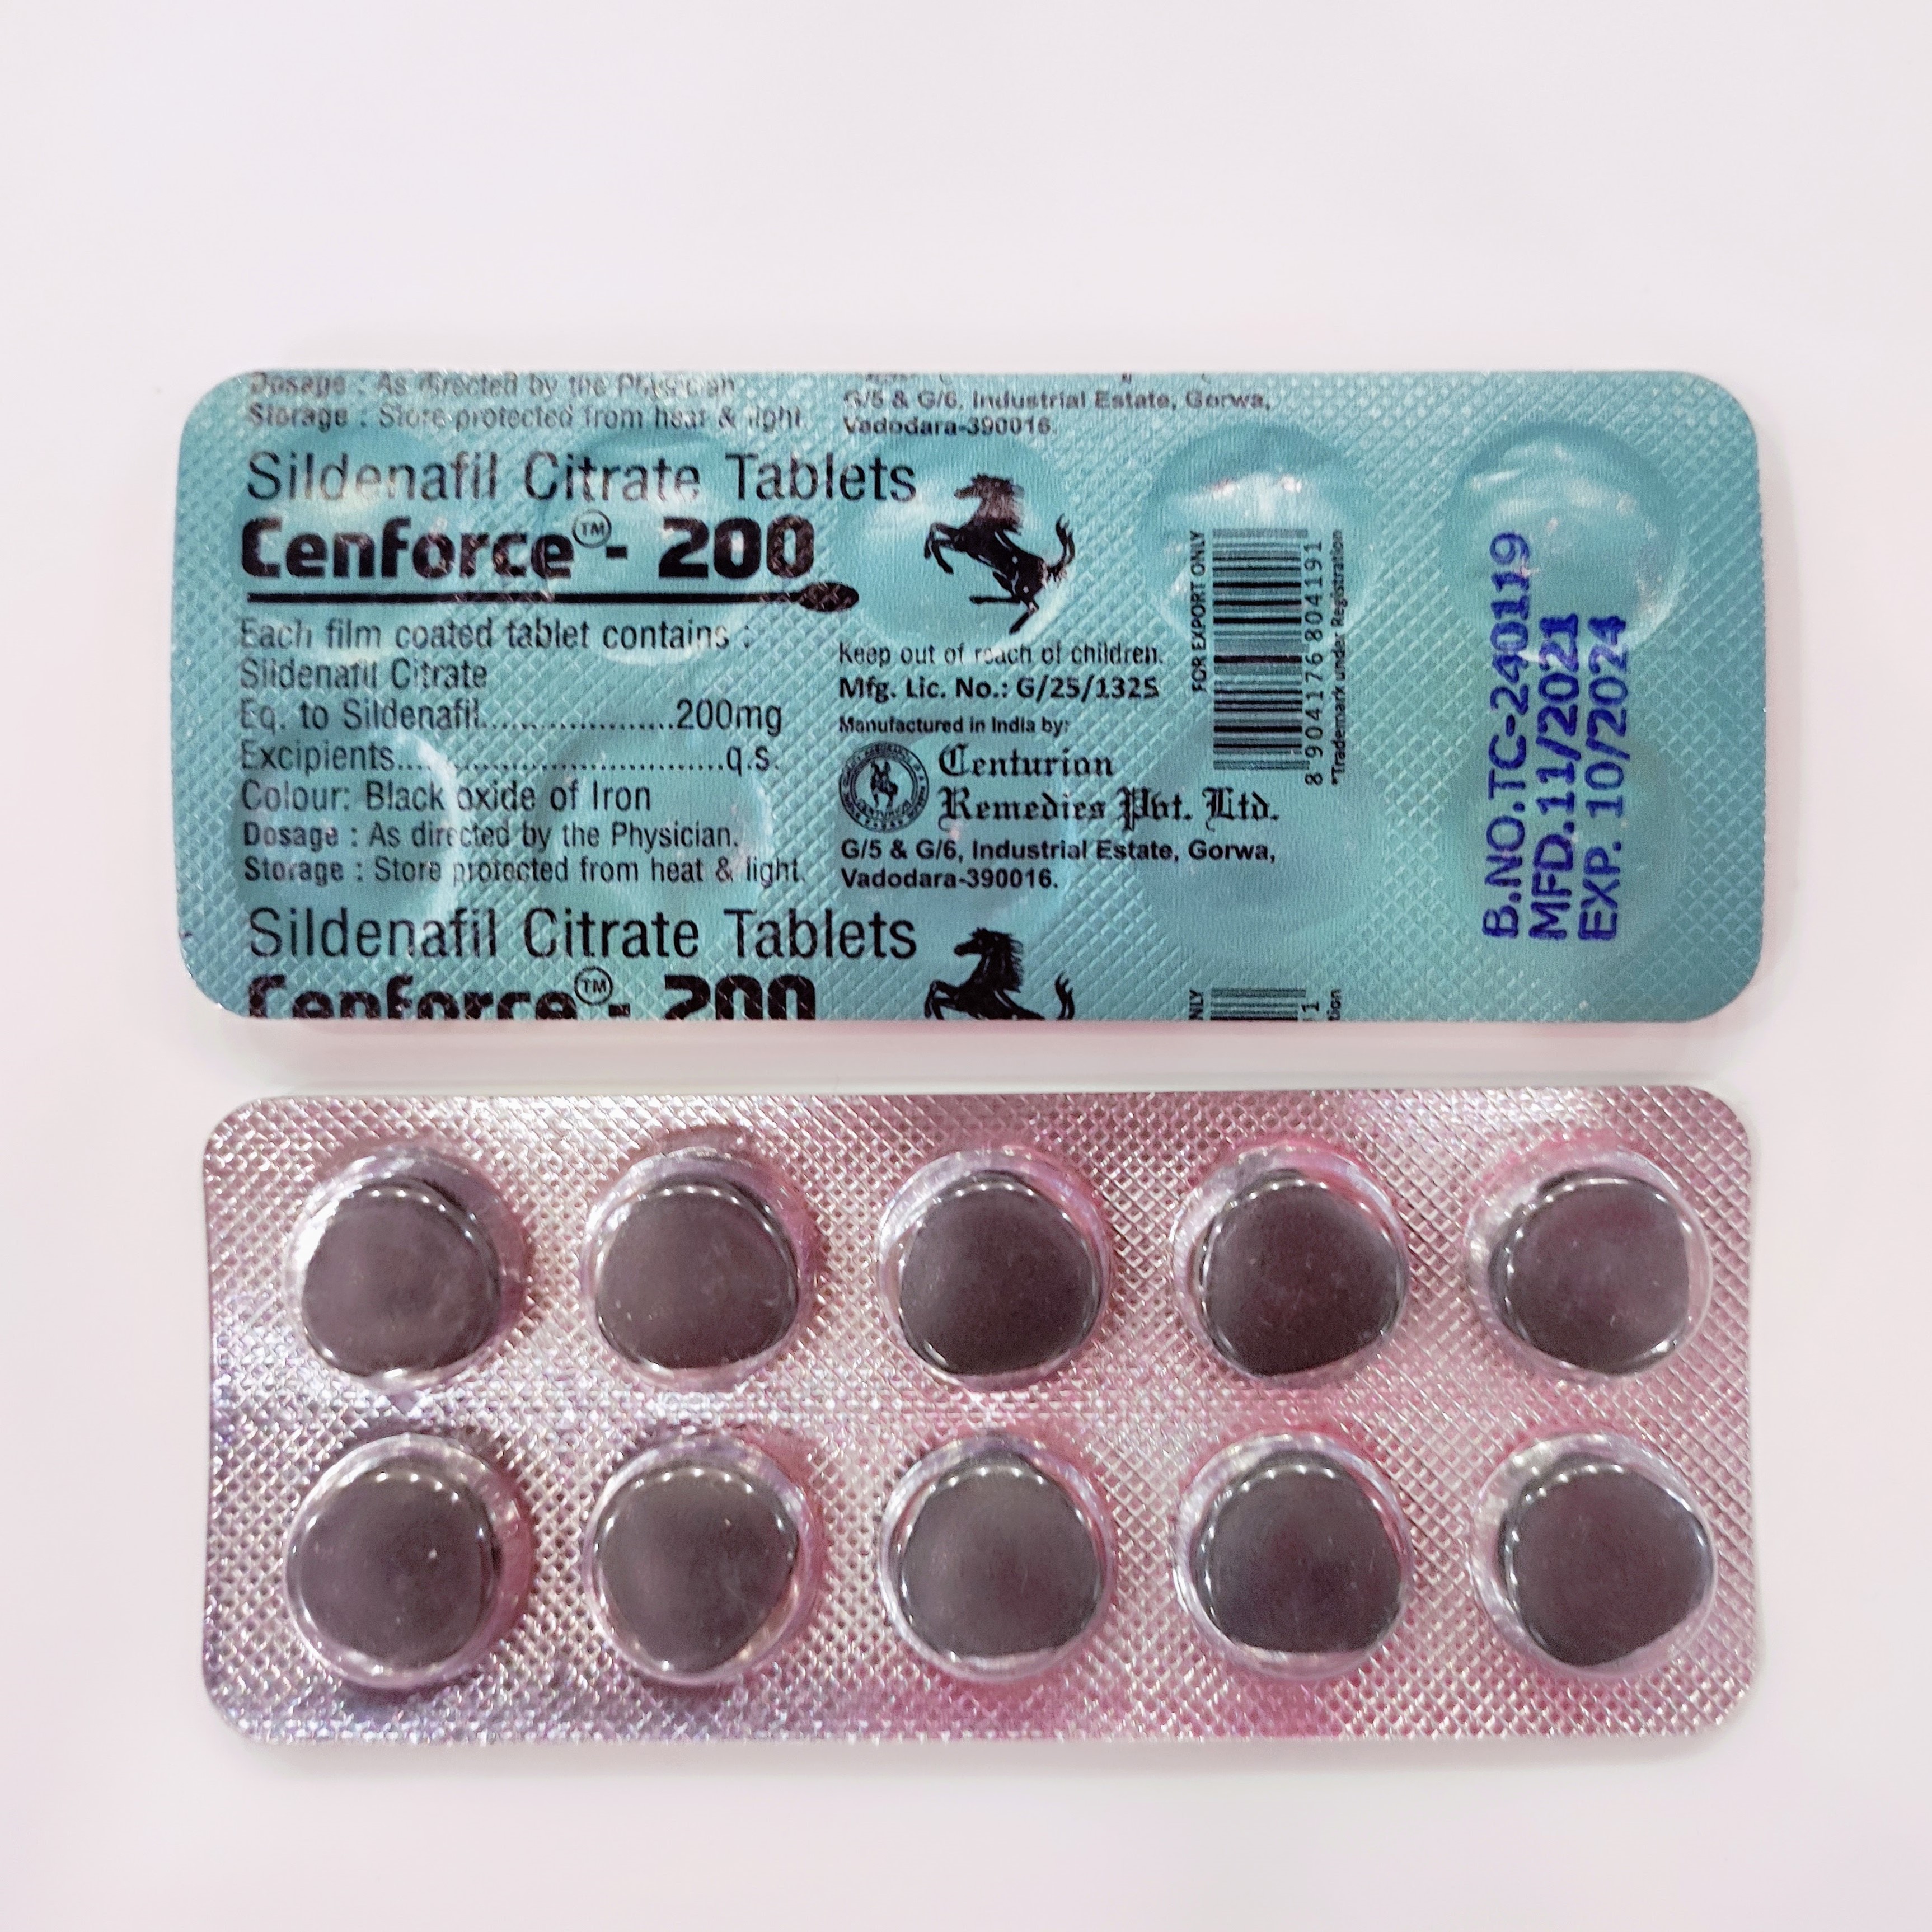 Dosage : As directed by the Physician
Storage : Store protected from heat & light.
G/5 & G/6, Industrial Estate, Gorwa,
Vadodara-390016.
Sildenafil Citrate Tablets
Cenforce™- 200
Each film coated tablet contains :
Sildenafil Citrate
Eq. to Sildenafil..................200mg
Excipients..............................q.s.
Colour: Black oxide of Iron
Dosage : As directed by the Physician.
Storage : Store protected from heat & light.
Keep out of reach of children.
Mfg. Lic. No.: G/25/1325
Manufactured in India by:
Centurion
Remedies Pvt. Ltd.
G/5 & G/6, Industrial Estate, Gorwa,
Vadodara-390016.
FOR EXPORT ONLY
8 904176 804191
*Trademark under Registration
B.NO.TC-240119
MFD.11/2021
EXP. 10/2024
Sildenafil Citrate Tablets
Cenforce™- 200
NLY
1
tion